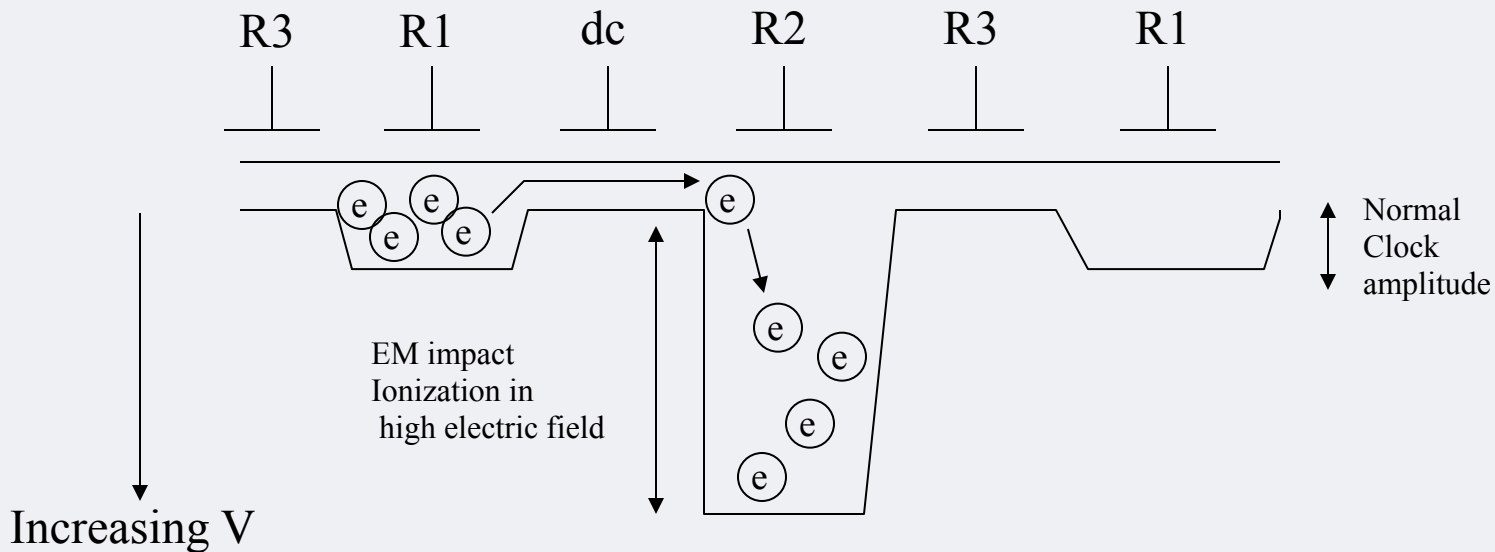 R3 R1 dc R2 R3 R1
e e e e e
Normal
Clock
amplitude
e e
EM impact
Ionization in
high electric field
e
e
Increasing V